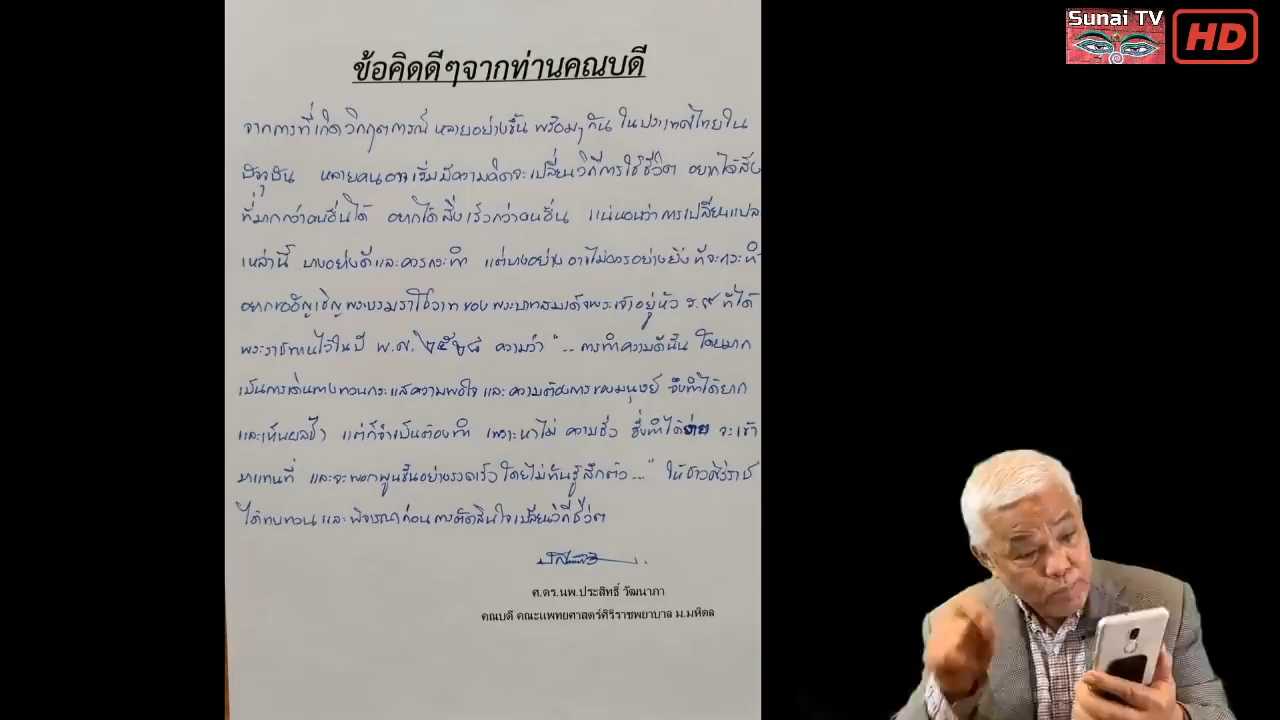 Sunai TV
HD
ข้อคิดดีๆจากท่านคณบดี
จากการที่เกิดวิกฤตการณ์ หลายอย่างขึ้น พร้อมๆกัน ในประเทศไทยใน
ปัจจุบัน หลายคนอาจเริ่มมีความคิดจะเปลี่ยนวิถีการใช้ชีวิต อยากได้สิ่ง
ที่มากกว่าคนอื่นได้ อยากได้สิ่งเร็วกว่าคนอื่น แน่นอนว่าการเปลี่ยนแปล
เหล่านี้ บางอย่างดีและควรกระทำ แต่บางอย่าง อาจไม่ควรอย่างยิ่ง ที่จะกระทำ
อยากขออัญเชิญพระบรมราโชวาท ของ พระบาทสมเด็จพระเจ้าอยู่หัว ร.๙ ที่ได้
พระราชทานไว้ในปี พ.ศ. ๒๕๒๘ ความว่า "...การทำความดีนั้น โดยมาก
เป็นการเดินทางทวนกระแสความพอใจ และความต้องการของมนุษย์ จึงทำได้ยาก
และเห็นผลช้า แต่ก็จำเป็นต้องทำ เพราะหาไม่ ความชั่ว ซึ่งทำได้ง่าย จะเข้า
มาแทนที่ และจะพอกพูนขึ้นอย่างรวดเร็วโดยไม่ทันรู้สึกตัว...." ให้ชาวศิริราช
ได้ทบทวน และ พิจารณาก่อนการตัดสินใจเปลี่ยนวิถีชีวิต
ศ.ดร.นพ.ประสิทธิ์ วัฒนาภา
คณบดี คณะแพทยศาสตร์ศิริราชพยาบาล ม.มหิดล